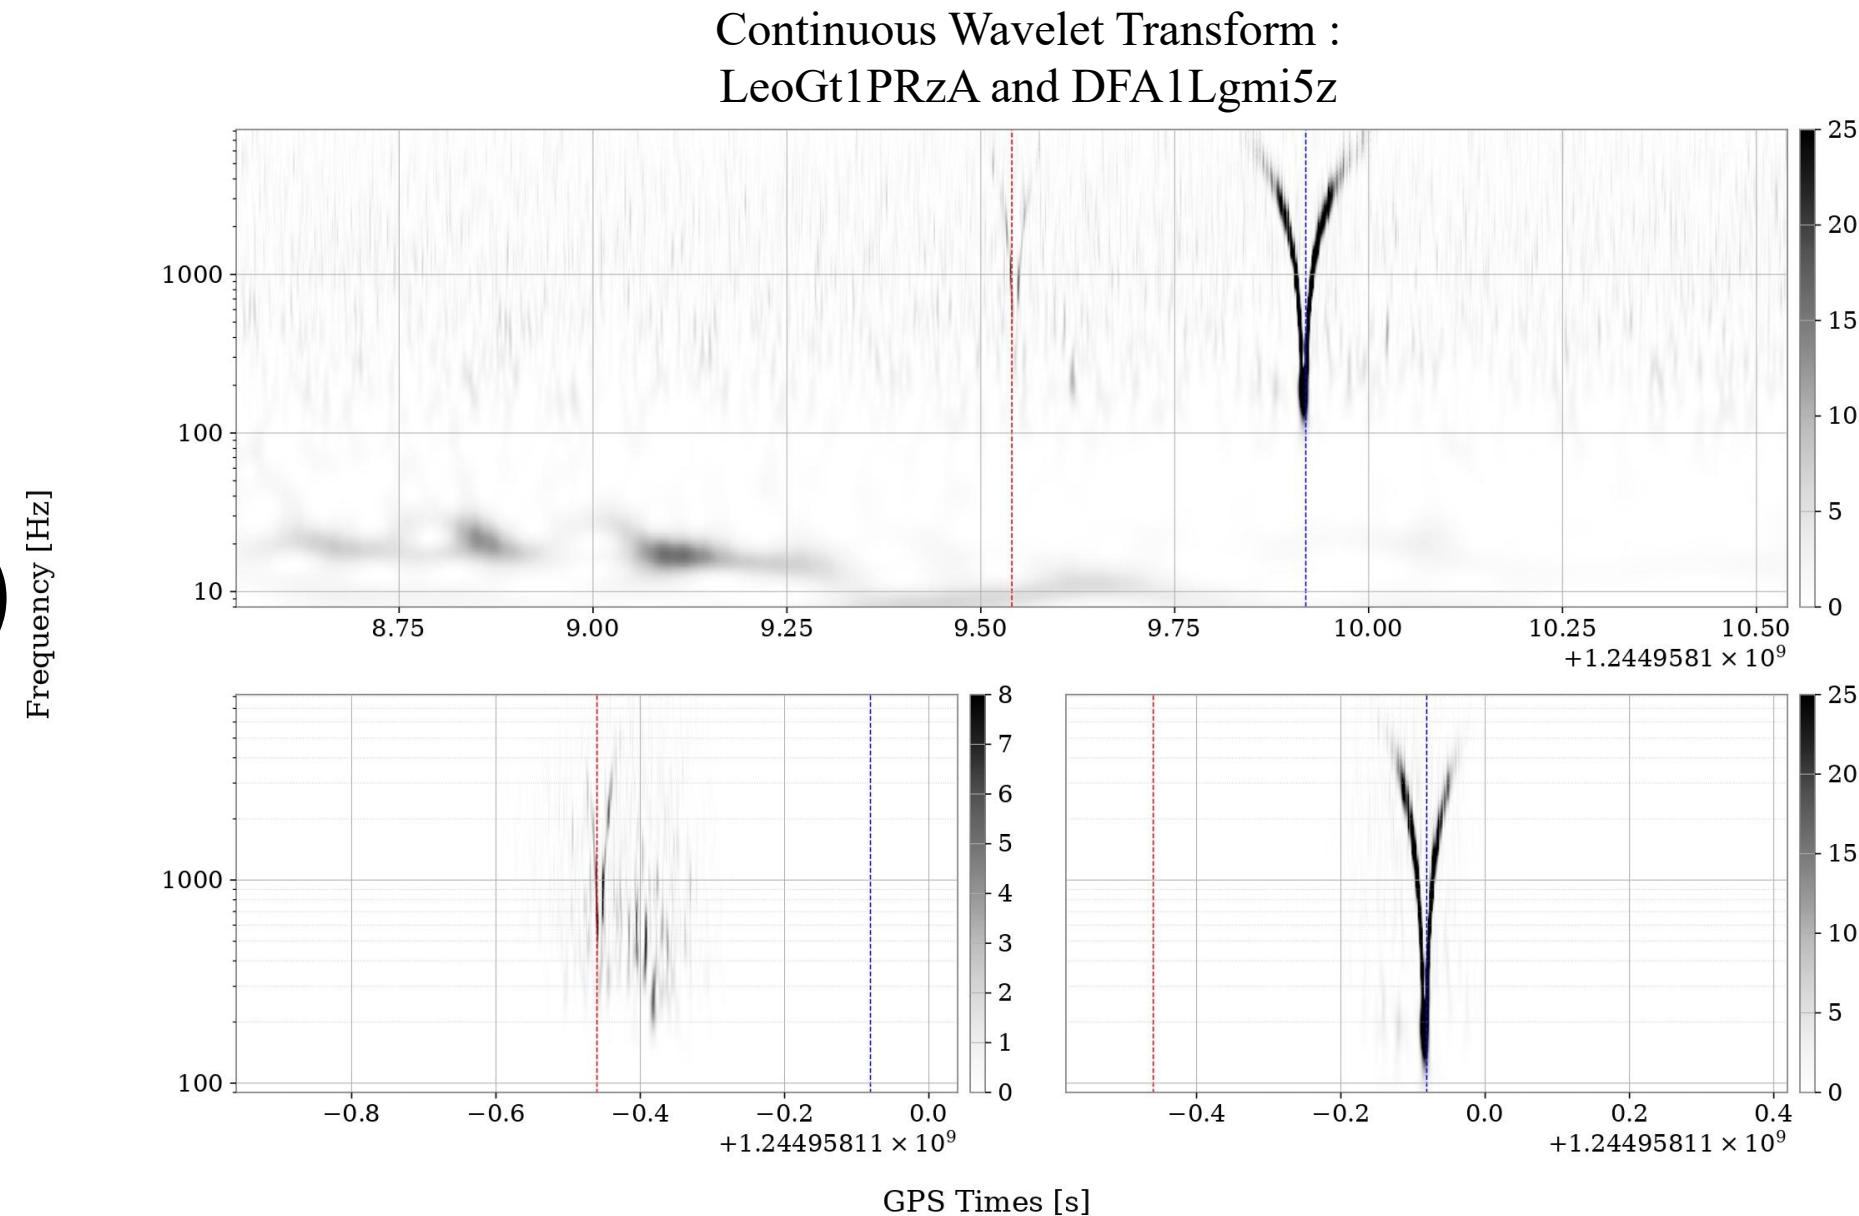 Continuous Wavelet Transform :
LeoGt1PRzA and DFA1Lgmi5z
Frequency [Hz]
1000
100
10
8.75 9.00 9.25 9.50 9.75 10.00 10.25 10.50
+1.2449581 × 10⁹
25
20
15
10
5
0
1000
100
−0.8 −0.6 −0.4 −0.2 0.0
+1.24495811 × 10⁹
8
7
6
5
4
3
2
1
0
−0.4 −0.2 0.0 0.2 0.4
+1.24495811 × 10⁹
25
20
15
10
5
0
GPS Times [s]